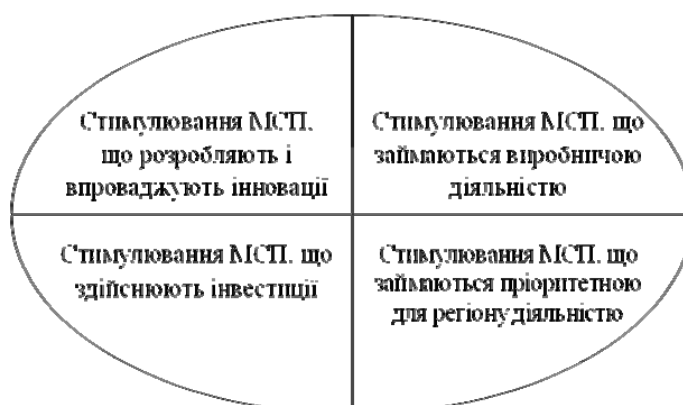 Стимулювання МСП, що розробляють і впроваджують інновації
Стимулювання МСП, що займаються виробничою діяльністю
Стимулювання МСП, що здійснюють інвестиції
Стимулювання МСП, що займаються пріоритетною для регіону діяльністю